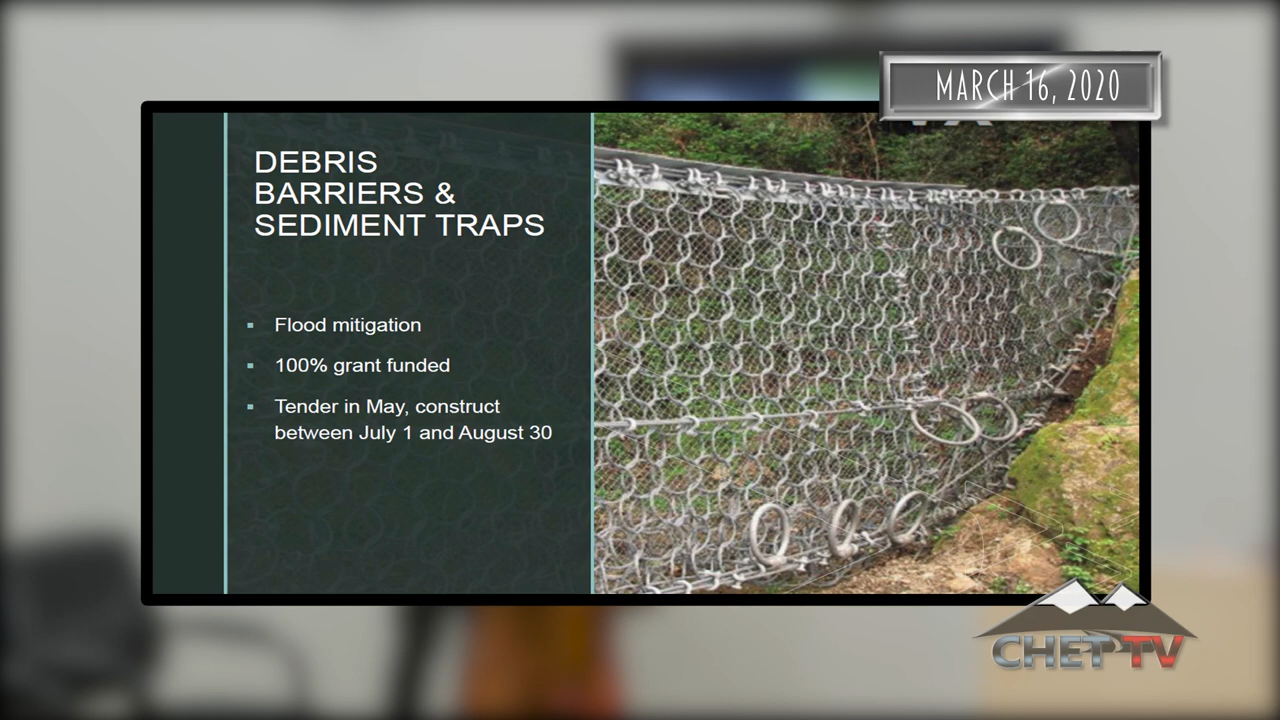 MARCH 16, 2020
DEBRIS
BARRIERS &
SEDIMENT TRAPS
Flood mitigation
100% grant funded
Tender in May, construct
between July 1 and August 30
CHET TV